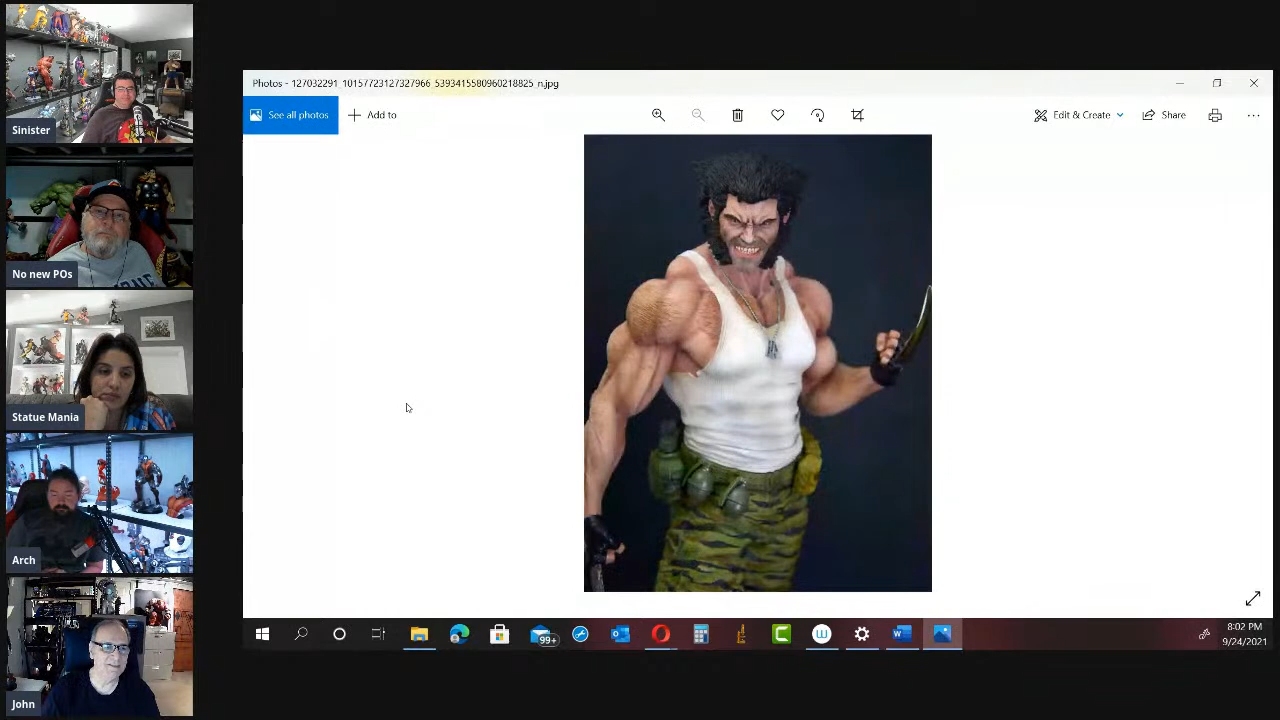 Sinister
No new POs
Statue Mania
Arch
John
Photos - 127032291_10157723127327966_5393415580960218825_n.jpg
See all photos
Add to
Edit & Create
Share
99+
8:02 PM
9/24/2021